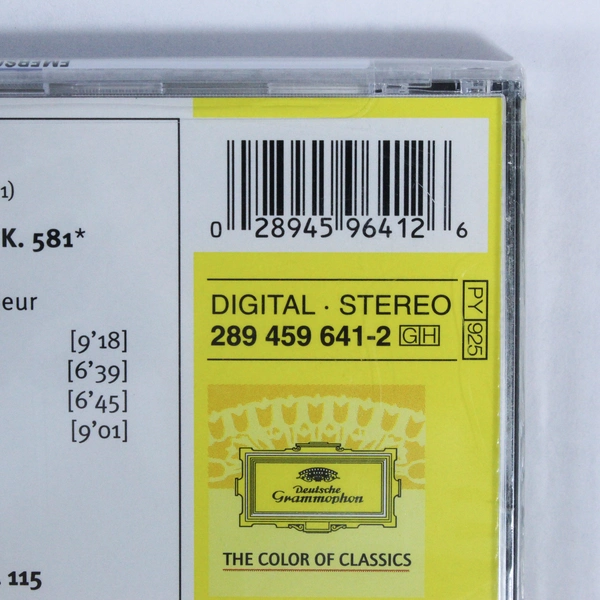 EMERS
1)
K. 581*
eur
[9'18]
[6'39]
[6'45]
[9'01]
. 115
0 28945 96412 6
DIGITAL · STEREO
289 459 641-2 GH
PY 925
Deutsche
Grammophon
THE COLOR OF CLASSICS